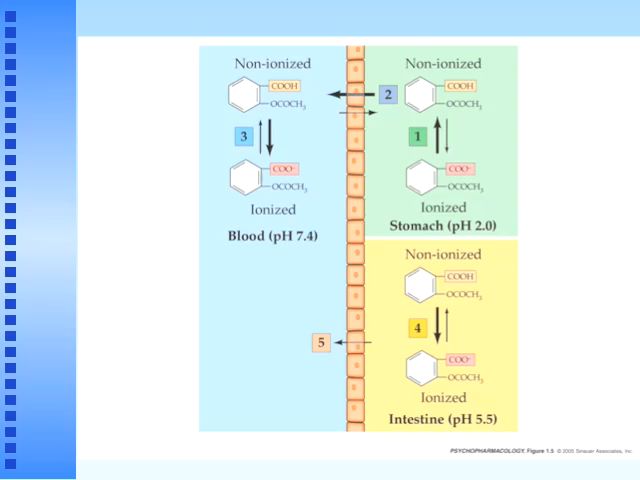 Non-ionized
COOH
OCOCH3
3
COO-
OCOCH3
Ionized
Blood (pH 7.4)
2
Non-ionized
COOH
OCOCH3
1
COO-
OCOCH3
Ionized
Stomach (pH 2.0)
Non-ionized
COOH
OCOCH3
4
5
COO-
OCOCH3
Ionized
Intestine (pH 5.5)
PSYCHOPHARMACOLOGY, Figure 1.5 © 2005 Sinauer Associates, Inc.